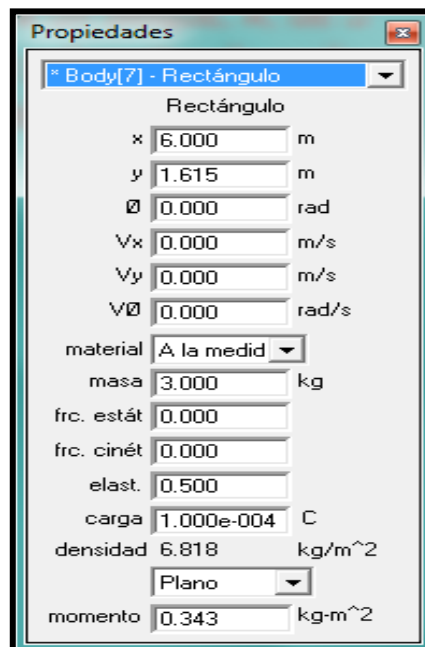 Propiedades
* Body[7] - Rectángulo
Rectángulo
x 6.000 m
y 1.615 m
Ø 0.000 rad
Vx 0.000 m/s
Vy 0.000 m/s
VØ 0.000 rad/s
material A la medid
masa 3.000 kg
frc. estát 0.000
frc. cinét 0.000
elast. 0.500
carga 1.000e-004 C
densidad 6.818 kg/m^2
Plano
momento 0.343 kg-m^2